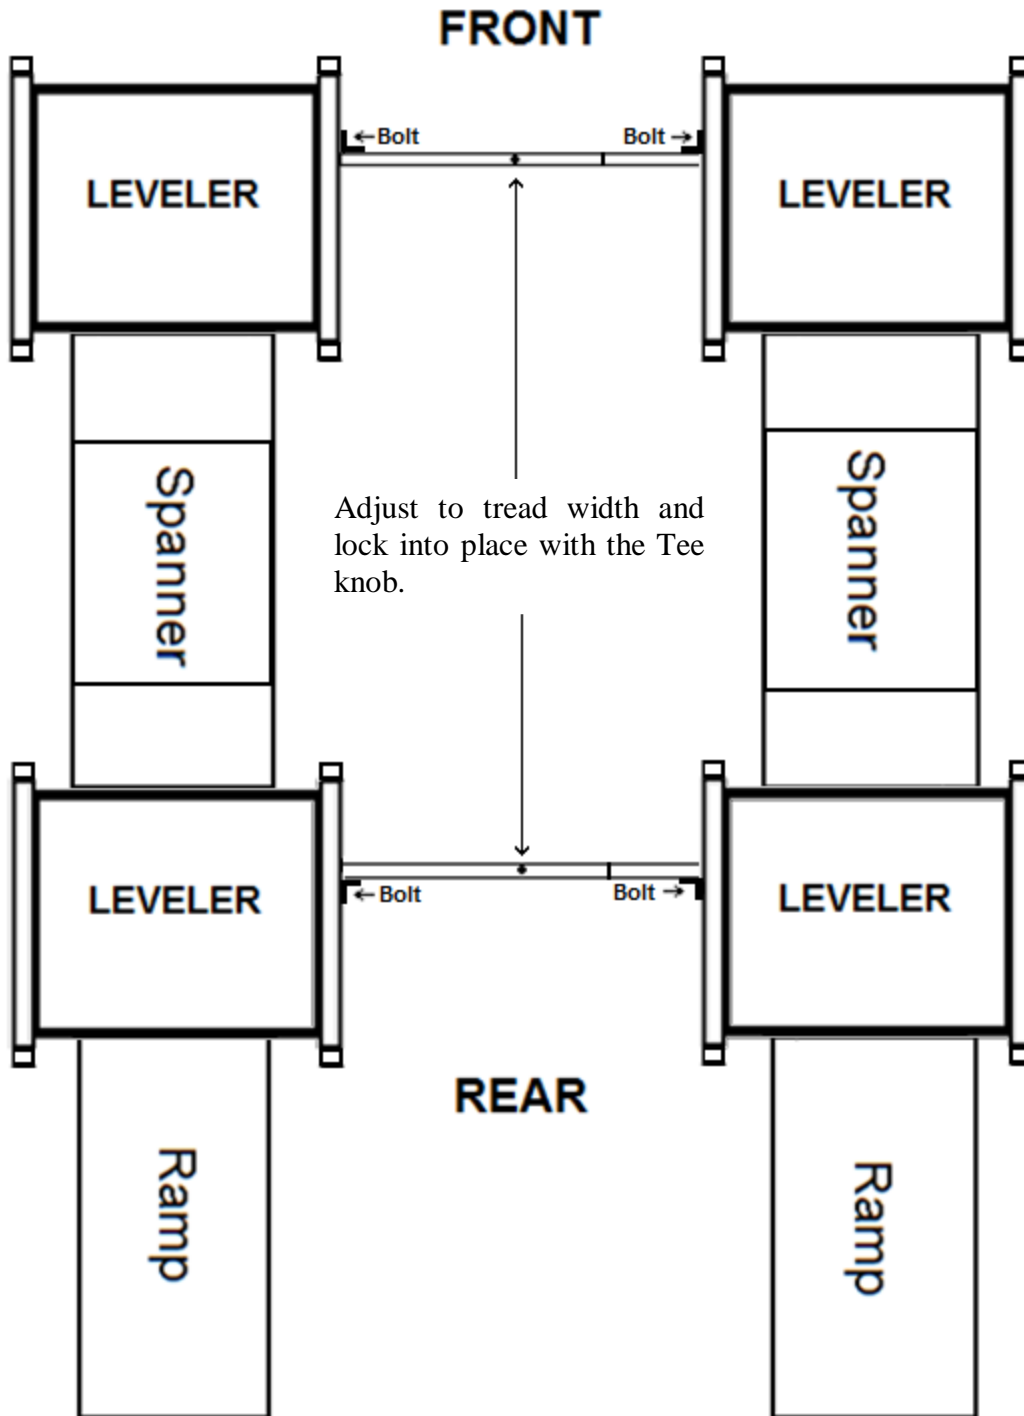 FRONT
←Bolt
Bolt→
LEVELER
LEVELER
Spanner
Spanner
Adjust to tread width and
lock into place with the Tee
knob.
LEVELER
←Bolt
Bolt→
LEVELER
REAR
Ramp
Ramp